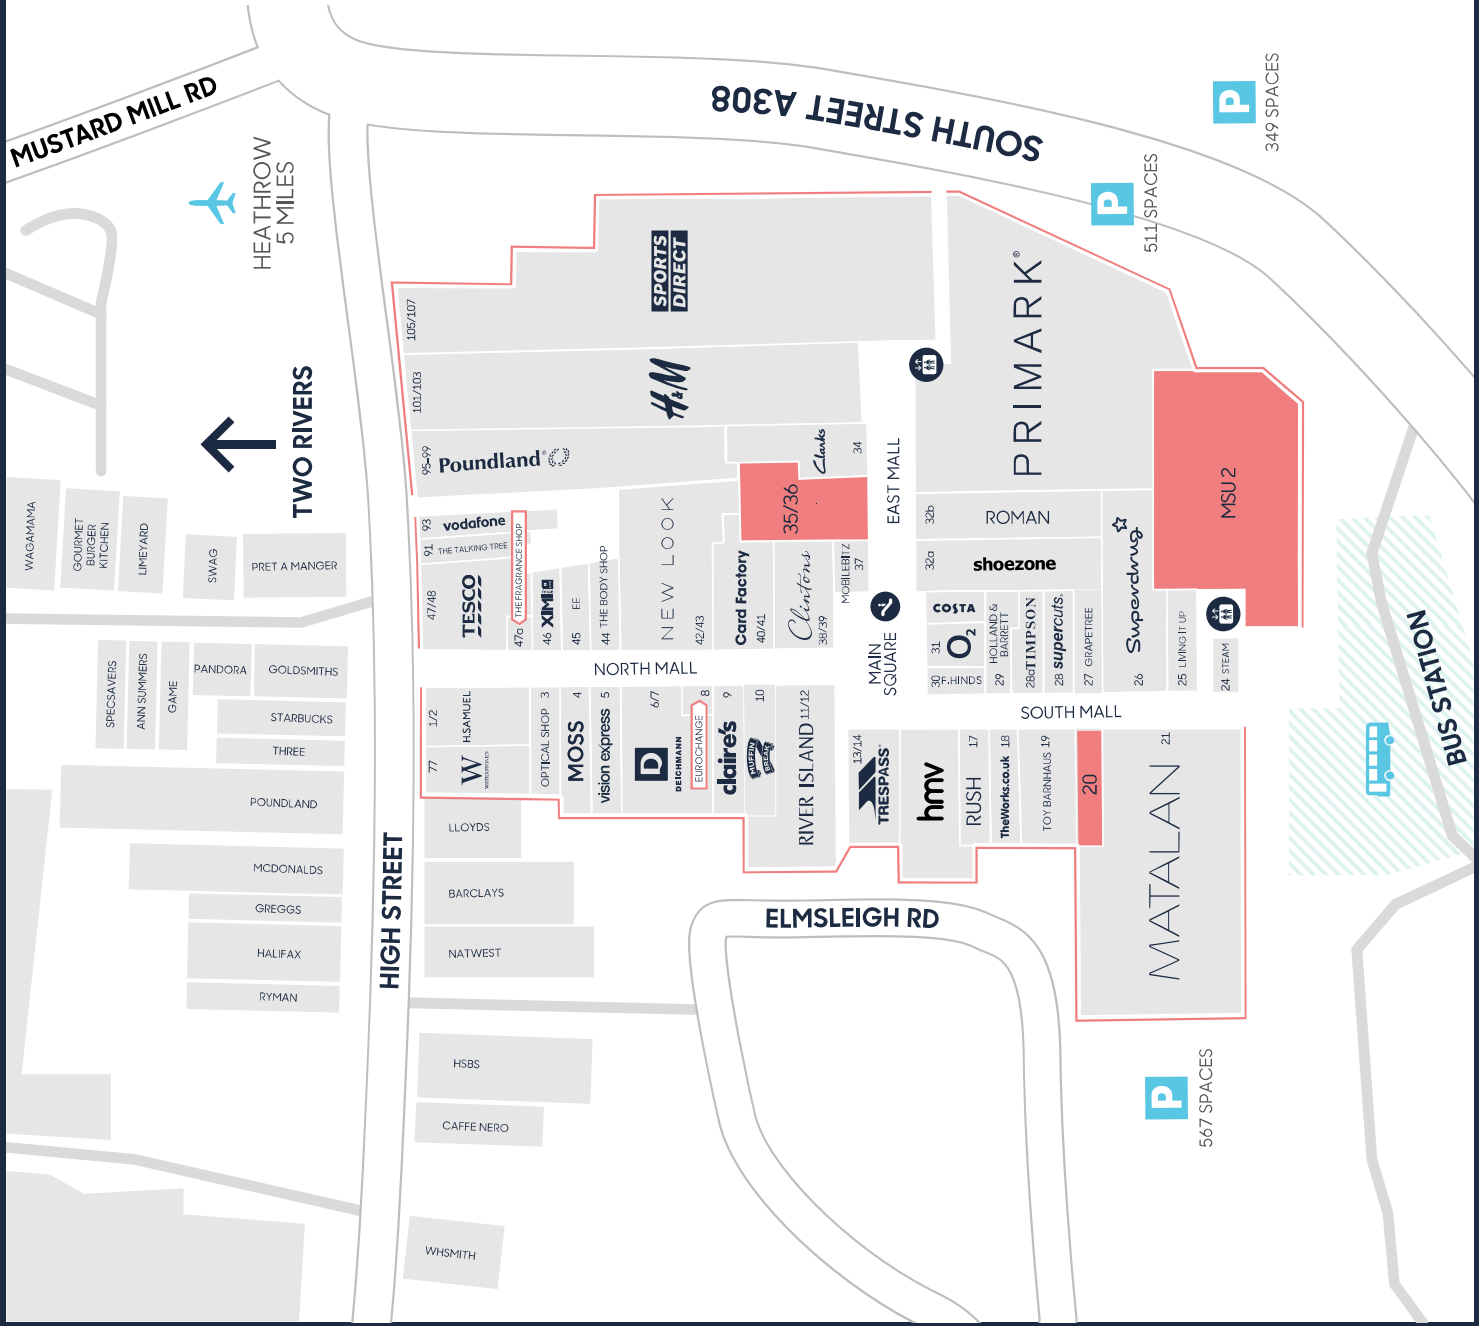 MUSTARD MILL RD
SOUTH STREET A308
P
349 SPACES
P
511 SPACES
HEATHROW
5 MILES
TWO RIVERS
105/107
SPORTS
DIRECT
101/103
H&M
95-99
Poundland
PRIMARK®
Clarks
34
35/36
EAST MALL
MSU 2
WAGAMAMA
GOURMET
BURGER
KITCHEN
LIMEYARD
SWAG
PRET A MANGER
93
vodafone
91
THE TALKING TREE
47/48
TESCO
THE FRAGRANCE SHOP
47a
XIMI
46
EE
45
THE BODY SHOP
44
NEW LOOK
42/43
Card Factory
40/41
Clintons
38/39
MOBILEBITZ
37
32b
ROMAN
32a
shoezone
Superdrug
26
COSTA
31
O2
30
F.HINDS
HOLLAND &
BARRETT
29
TIMPSON
28a
supercuts.
28
GRAPETREE
27
LIVING IT UP
25
STEAM
24
MAIN
SQUARE
NORTH MALL
SOUTH MALL
BUS STATION
SPECSAVERS
ANN SUMMERS
GAME
PANDORA
GOLDSMITHS
STARBUCKS
THREE
POUNDLAND
MCDONALDS
GREGGS
HALIFAX
RYMAN
HIGH STREET
1/2
H.SAMUEL
77
W
WATERSTONES
3
OPTICAL SHOP
4
MOSS
5
vision express
6/7
D
DEICHMANN
8
EUROCHANGE
9
claire's
10
MUFFIN
BREAK
11/12
RIVER ISLAND
13/14
TRESPASS
hmv
17
RUSH
18
TheWorks.co.uk
19
TOY BARNHAUS
20
21
MATALAN
LLOYDS
BARCLAYS
NATWEST
ELMSLEIGH RD
HSBS
CAFFE NERO
WHSMITH
P
567 SPACES